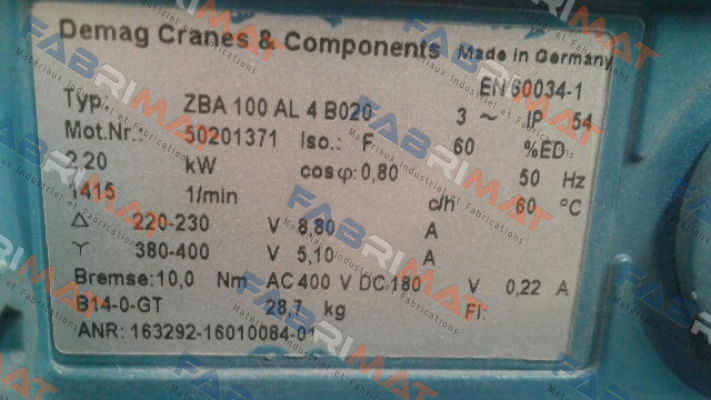 Demag Cranes & Components Made in Germany
EN 60034-1
Typ. ZBA 100 AL 4 B020 3 ~ IP 54
Mot.Nr.: 50201371 Iso.: F 60 %ED
2,20 kW cosφ: 0,80 50 Hz
1415 1/min c/h 60 °C
Δ 220-230 V 8,80 A
Y 380-400 V 5,10 A
Bremse: 10,0 Nm AC 400 V DC 180 V 0,22 A
B14-0-GT 28,7 kg FI:
ANR: 163292-16010084-01
FABRIMAT
Matériaux Industriel et Fabrications